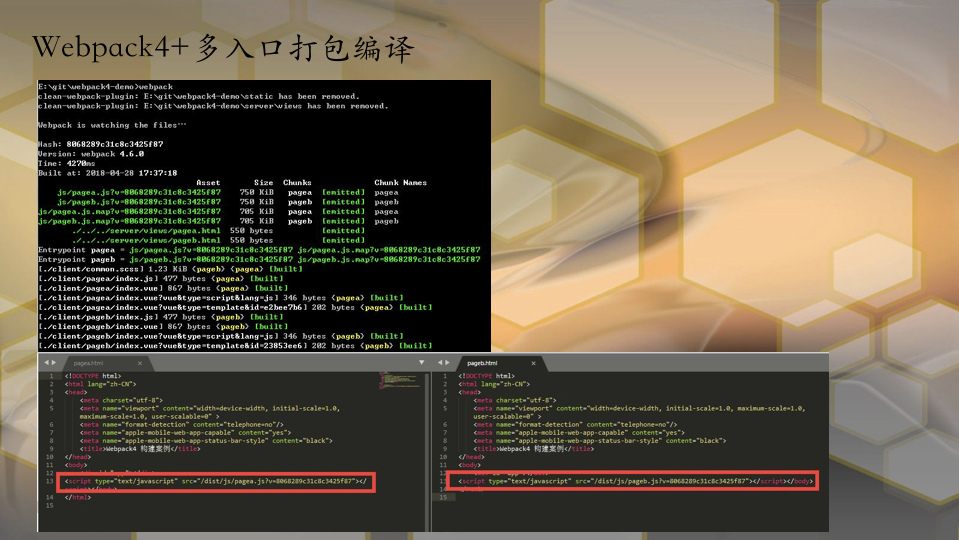 Webpack4+ 多入口打包编译
E:\git\webpack4-demo>webpack
clean-webpack-plugin: E:\git\webpack4-demo\static has been removed.
clean-webpack-plugin: E:\git\webpack4-demo\server\views has been removed.
Webpack is watching the files…
Hash: 8068289c31c8c3425f87
Version: webpack 4.6.0
Time: 4270ms
Built at: 2018-04-28 17:37:18
Asset Size Chunks Chunk Names
js/pagea.js?v=8068289c31c8c3425f87 750 KiB pagea [emitted] pagea
js/pageb.js?v=8068289c31c8c3425f87 750 KiB pageb [emitted] pageb
js/pagea.js.map?v=8068289c31c8c3425f87 705 KiB pagea [emitted] pagea
js/pageb.js.map?v=8068289c31c8c3425f87 705 KiB pageb [emitted] pageb
./../../server/views/pagea.html 550 bytes [emitted]
./../../server/views/pageb.html 550 bytes [emitted]
Entrypoint pagea = js/pagea.js?v=8068289c31c8c3425f87 js/pagea.js.map?v=8068289c31c8c3425f87
Entrypoint pageb = js/pageb.js?v=8068289c31c8c3425f87 js/pageb.js.map?v=8068289c31c8c3425f87
[./client/common.scss] 1.23 KiB {pageb} {pagea} [built]
[./client/pagea/index.js] 477 bytes {pagea} [built]
[./client/pagea/index.vue] 867 bytes {pagea} [built]
[./client/pagea/index.vue?vue&type=script&lang=js] 346 bytes {pagea} [built]
[./client/pagea/index.vue?vue&type=template&id=e2bee7b6] 202 bytes {pagea} [built]
[./client/pageb/index.js] 477 bytes {pageb} [built]
[./client/pageb/index.vue] 867 bytes {pageb} [built]
[./client/pageb/index.vue?vue&type=script&lang=js] 346 bytes {pageb} [built]
[./client/pageb/index.vue?vue&type=template&id=23853ee6] 202 bytes {pageb} [built]
pagea.html
1 <!DOCTYPE html>
2 <html lang="zh-CN">
3 <head>
4 <meta charset="utf-8">
5 <meta name="viewport" content="width=device-width, initial-scale=1.0,
maximum-scale=1.0, user-scalable=0" >
6 <meta name="format-detection" content="telephone=no"/>
7 <meta name="apple-mobile-web-app-capable" content="yes">
8 <meta name="apple-mobile-web-app-status-bar-style" content="black">
9 <title>Webpack4 构建案例</title>
10 </head>
11 <body>
12
13 <script type="text/javascript" src="/dist/js/pagea.js?v=8068289c31c8c3425f87"></
14 </html>
15
pageb.html
1 <!DOCTYPE html>
2 <html lang="zh-CN">
3 <head>
4 <meta charset="utf-8">
5 <meta name="viewport" content="width=device-width, initial-scale=1.0, maximum-scale=1.0,
user-scalable=0" >
6 <meta name="format-detection" content="telephone=no"/>
7 <meta name="apple-mobile-web-app-capable" content="yes">
8 <meta name="apple-mobile-web-app-status-bar-style" content="black">
9 <title>Webpack4 构建案例</title>
10 </head>
11 <body>
12
13 <script type="text/javascript" src="/dist/js/pageb.js?v=8068289c31c8c3425f87"></script></body>
15